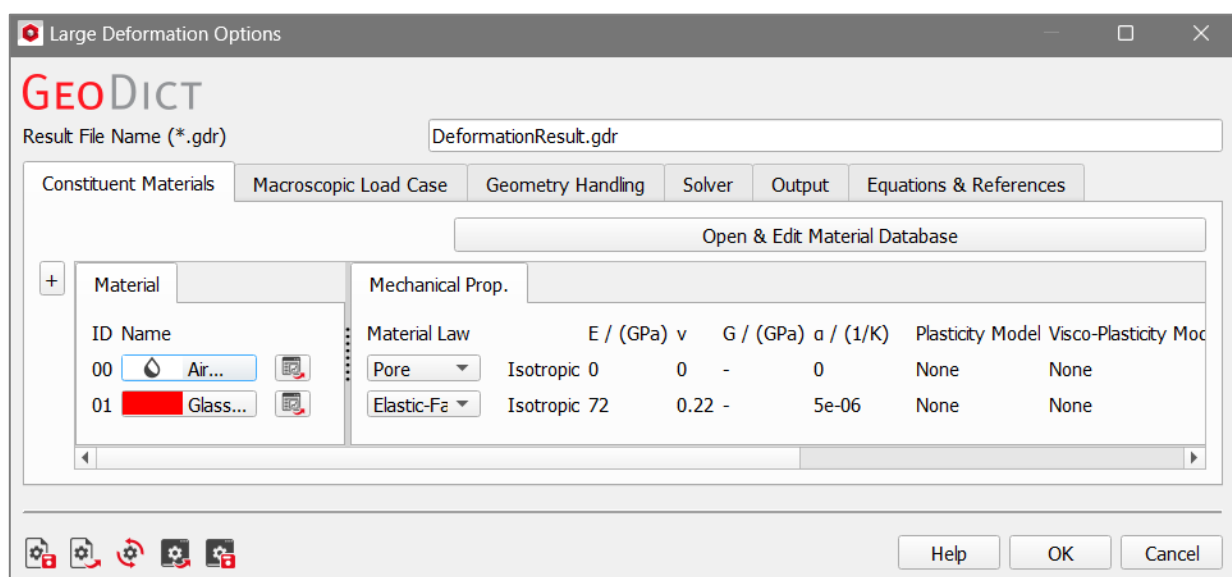 Large Deformation Options
GEODICT
Result File Name (*.gdr) DeformationResult.gdr
Constituent Materials Macroscopic Load Case Geometry Handling Solver Output Equations & References
Open & Edit Material Database
+ Material Mechanical Prop.
ID Name Material Law E / (GPa) ν G / (GPa) α / (1/K) Plasticity Model Visco-Plasticity Moc
00 Air... Pore Isotropic 0 0 - 0 None None
01 Glass... Elastic-Fa Isotropic 72 0.22 - 5e-06 None None
Help OK Cancel